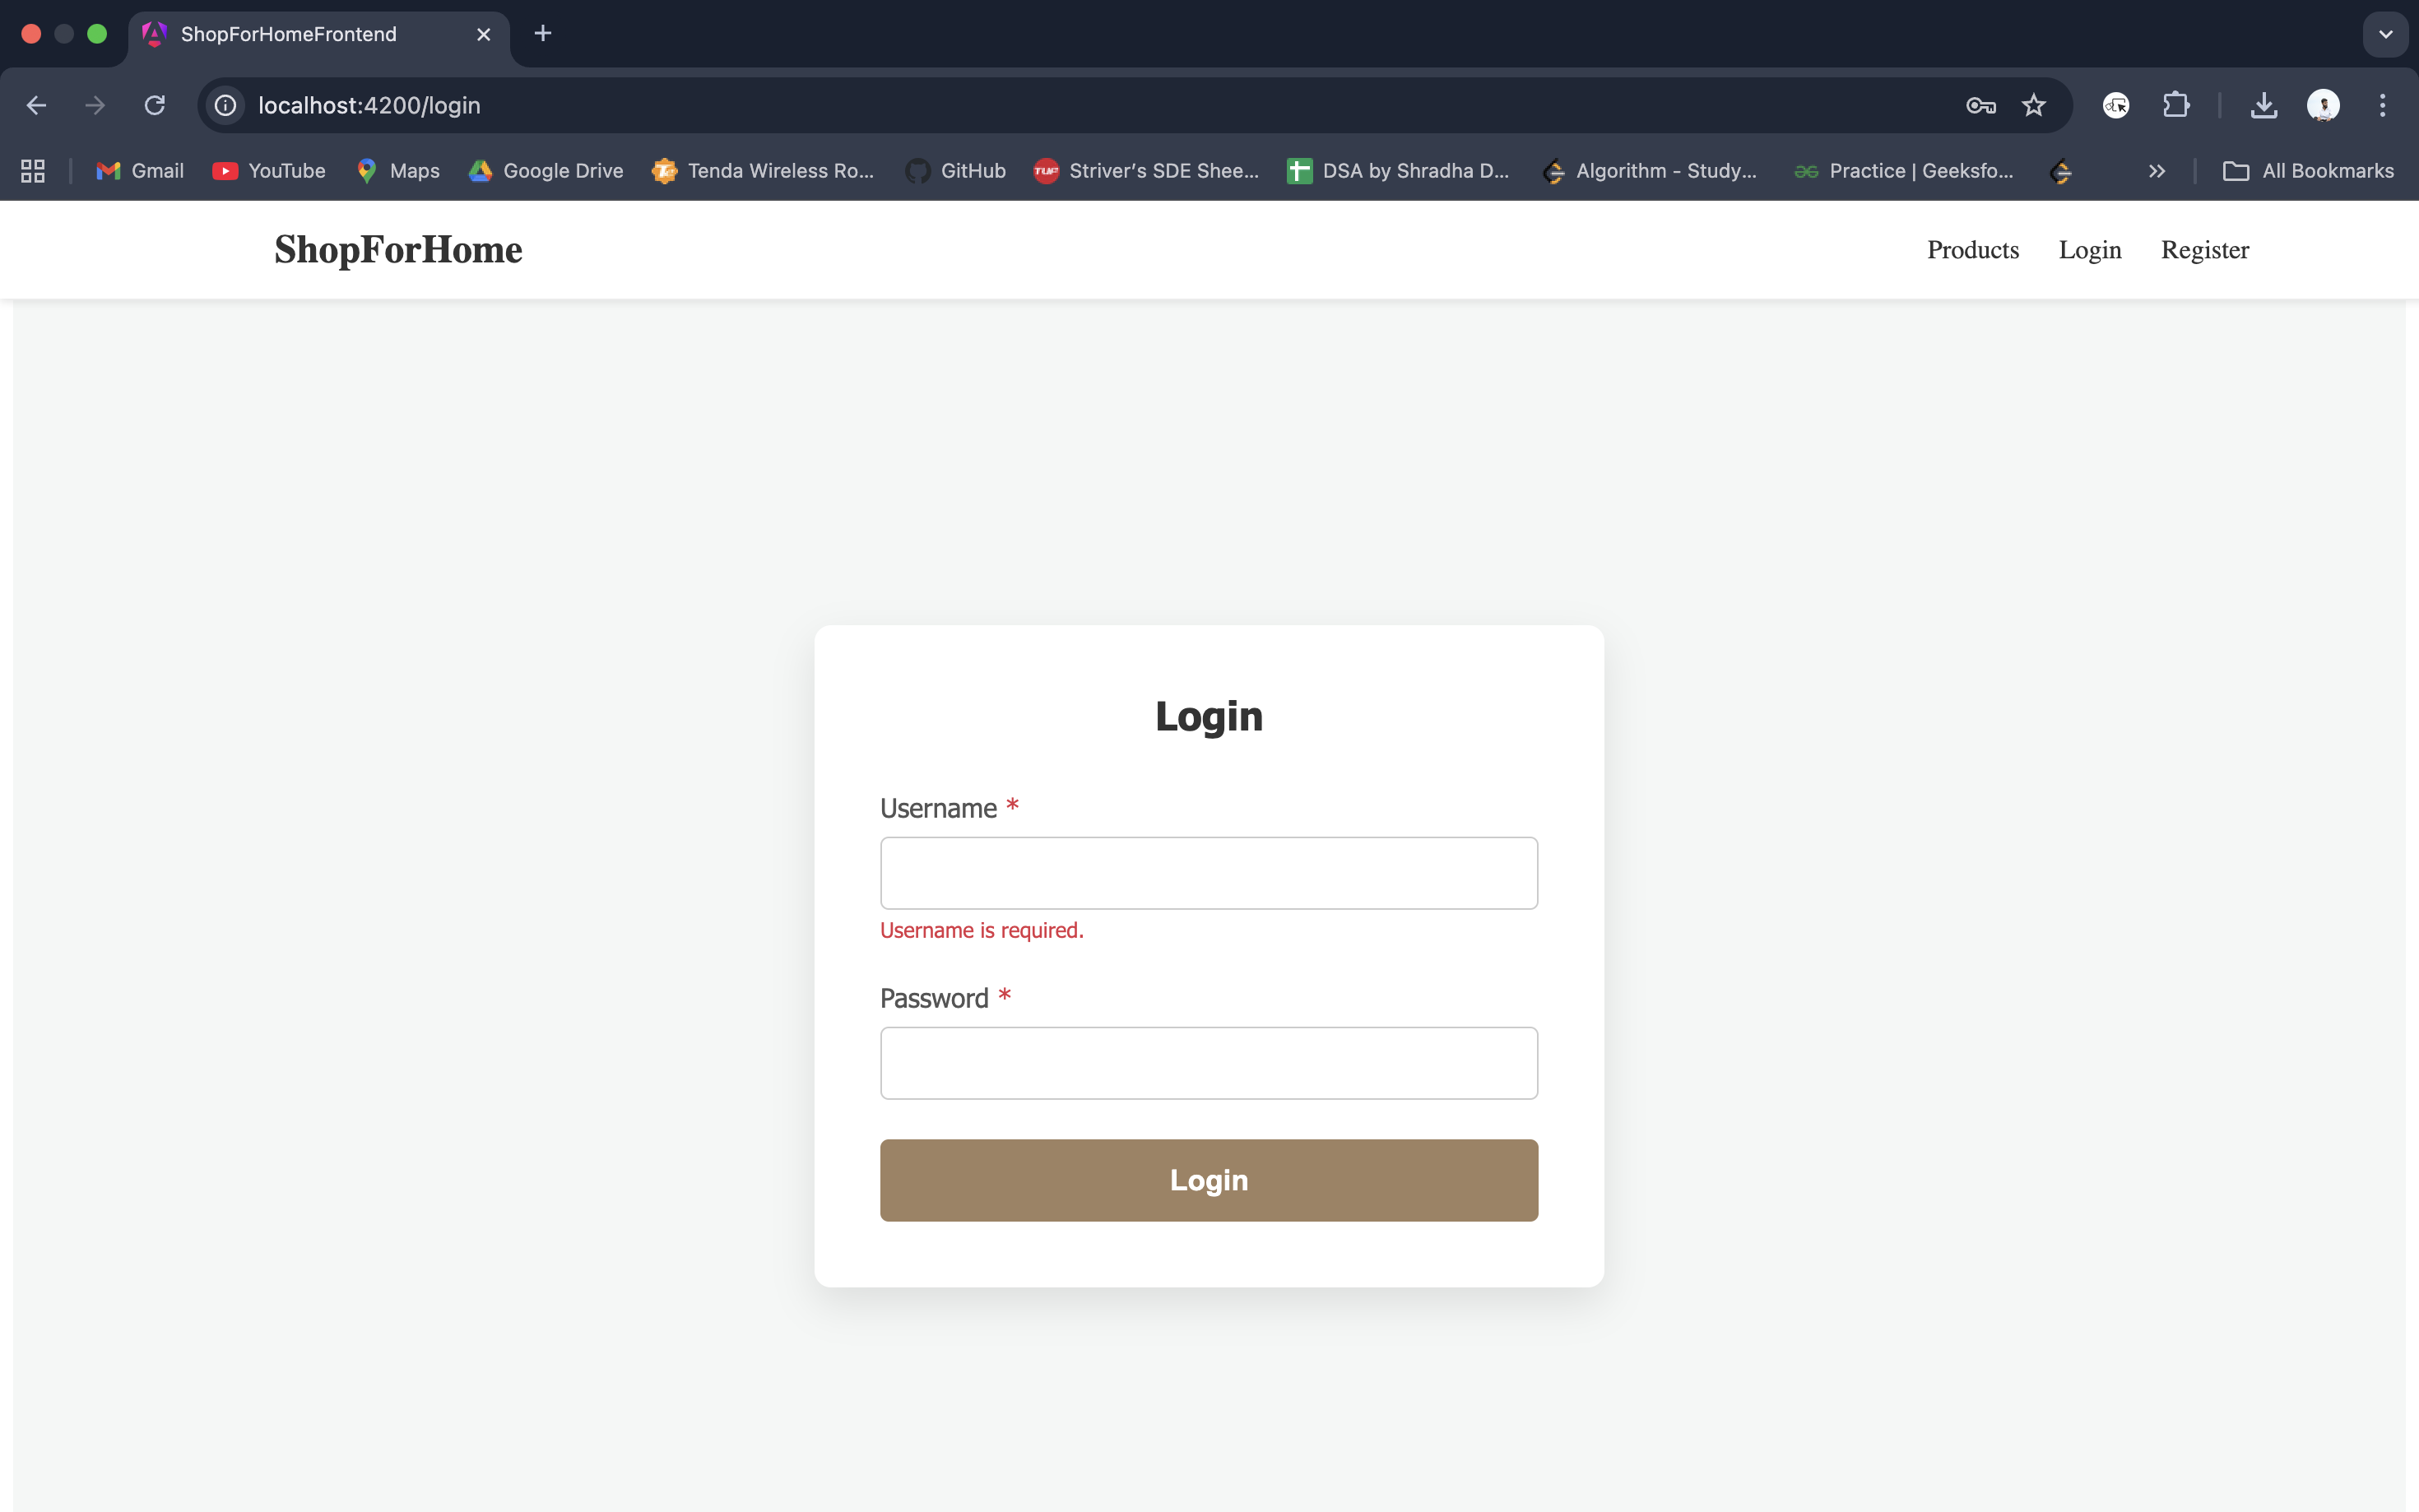 ShopForHomeFrontend
localhost:4200/login
Gmail YouTube Maps Google Drive Tenda Wireless Ro... GitHub Striver's SDE Shee... DSA by Shradha D... Algorithm - Study... Practice | Geeksfo... All Bookmarks
ShopForHome Products Login Register
Login
Username *
Username is required.
Password *
Login